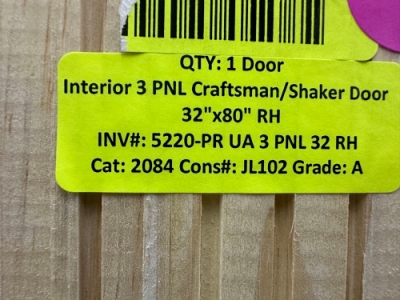 QTY: 1 Door
Interior 3 PNL Craftsman/Shaker Door
32"x80" RH
INV#: 5220-PR UA 3 PNL 32 RH
Cat: 2084 Cons#: JL102 Grade: A